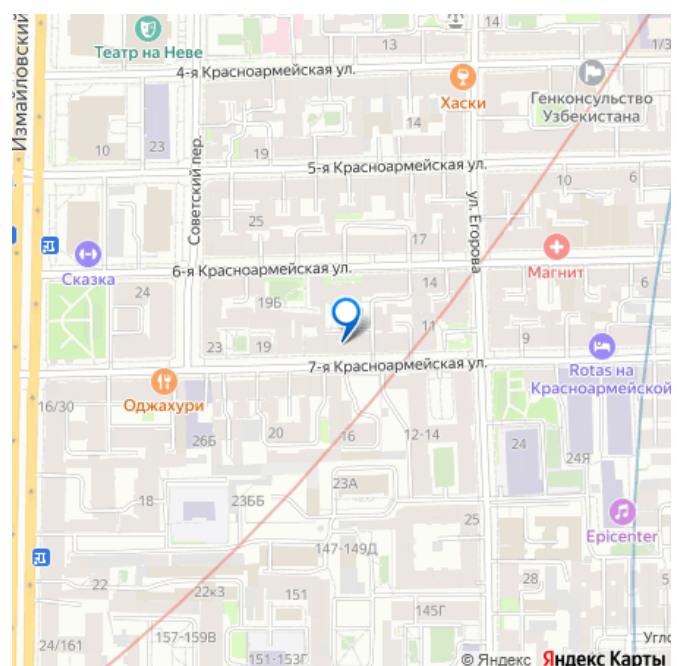 14
1/3
Театр на Неве
13
4-я Красноармейская ул.
Измайловский
Хаски
Генконсульство
Узбекистана
14
10
23
Советский пер.
19
5-я Красноармейская ул.
10
6
ул. Егорова
25
17
Сказка
6-я Красноармейская ул.
Магнит
24
19Б
14
6
11
23
19
9
7-я Красноармейская ул.
Rotas на
Красноармейской
Оджахури
16/30
26Б
20
16
12-14
24
24Я
18
23ББ
23А
25
Epicenter
147-149Д
22
22к3
151
28
5
145Г
157-159В
24/161
151-153Г
Угло
© Яндекс Яндекс Карты